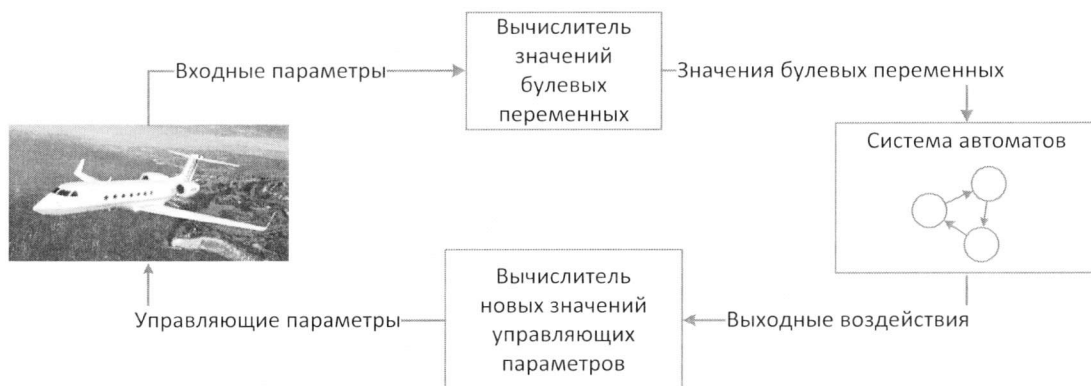 Вычислитель
значений
булевых
переменных
Входные параметры
Значения булевых переменных
Система автоматов
Вычислитель
новых значений
управляющих
параметров
Управляющие параметры
Выходные воздействия